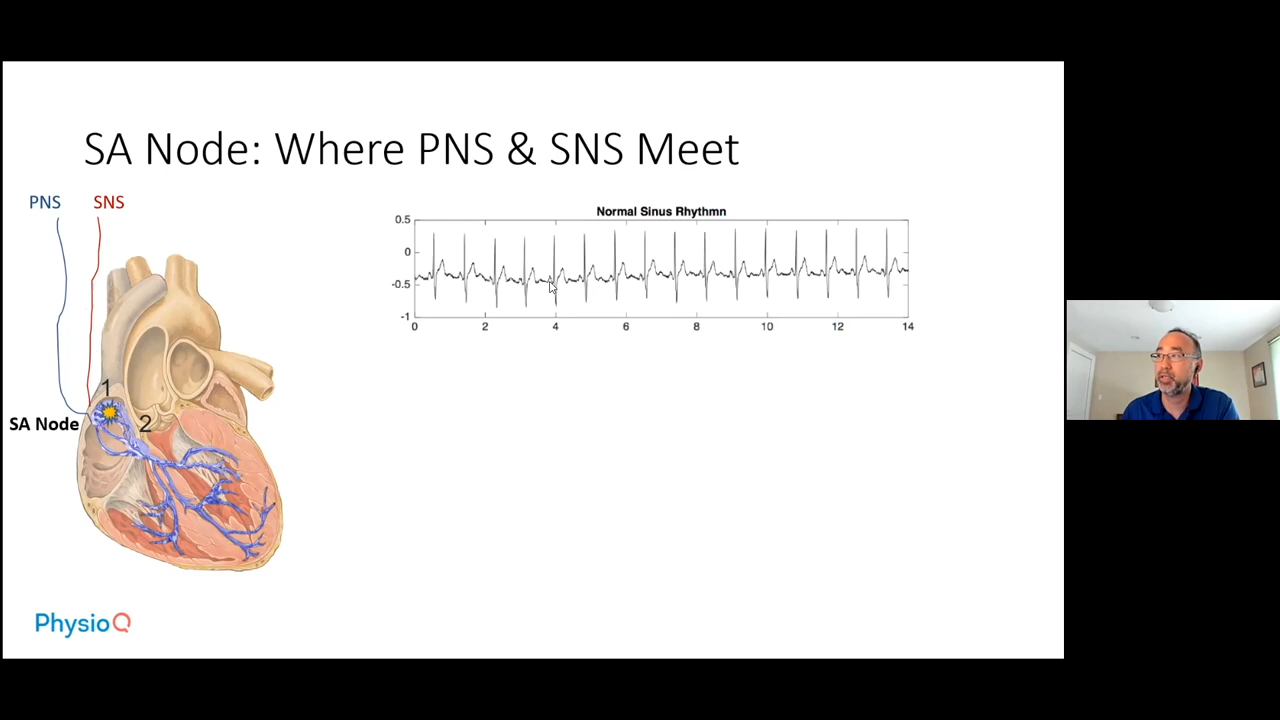 SA Node: Where PNS & SNS Meet
PNS SNS
Normal Sinus Rhythmn
0.5
0
-0.5
-1
0 2 4 6 8 10 12 14
1
2
SA Node
PhysioQ